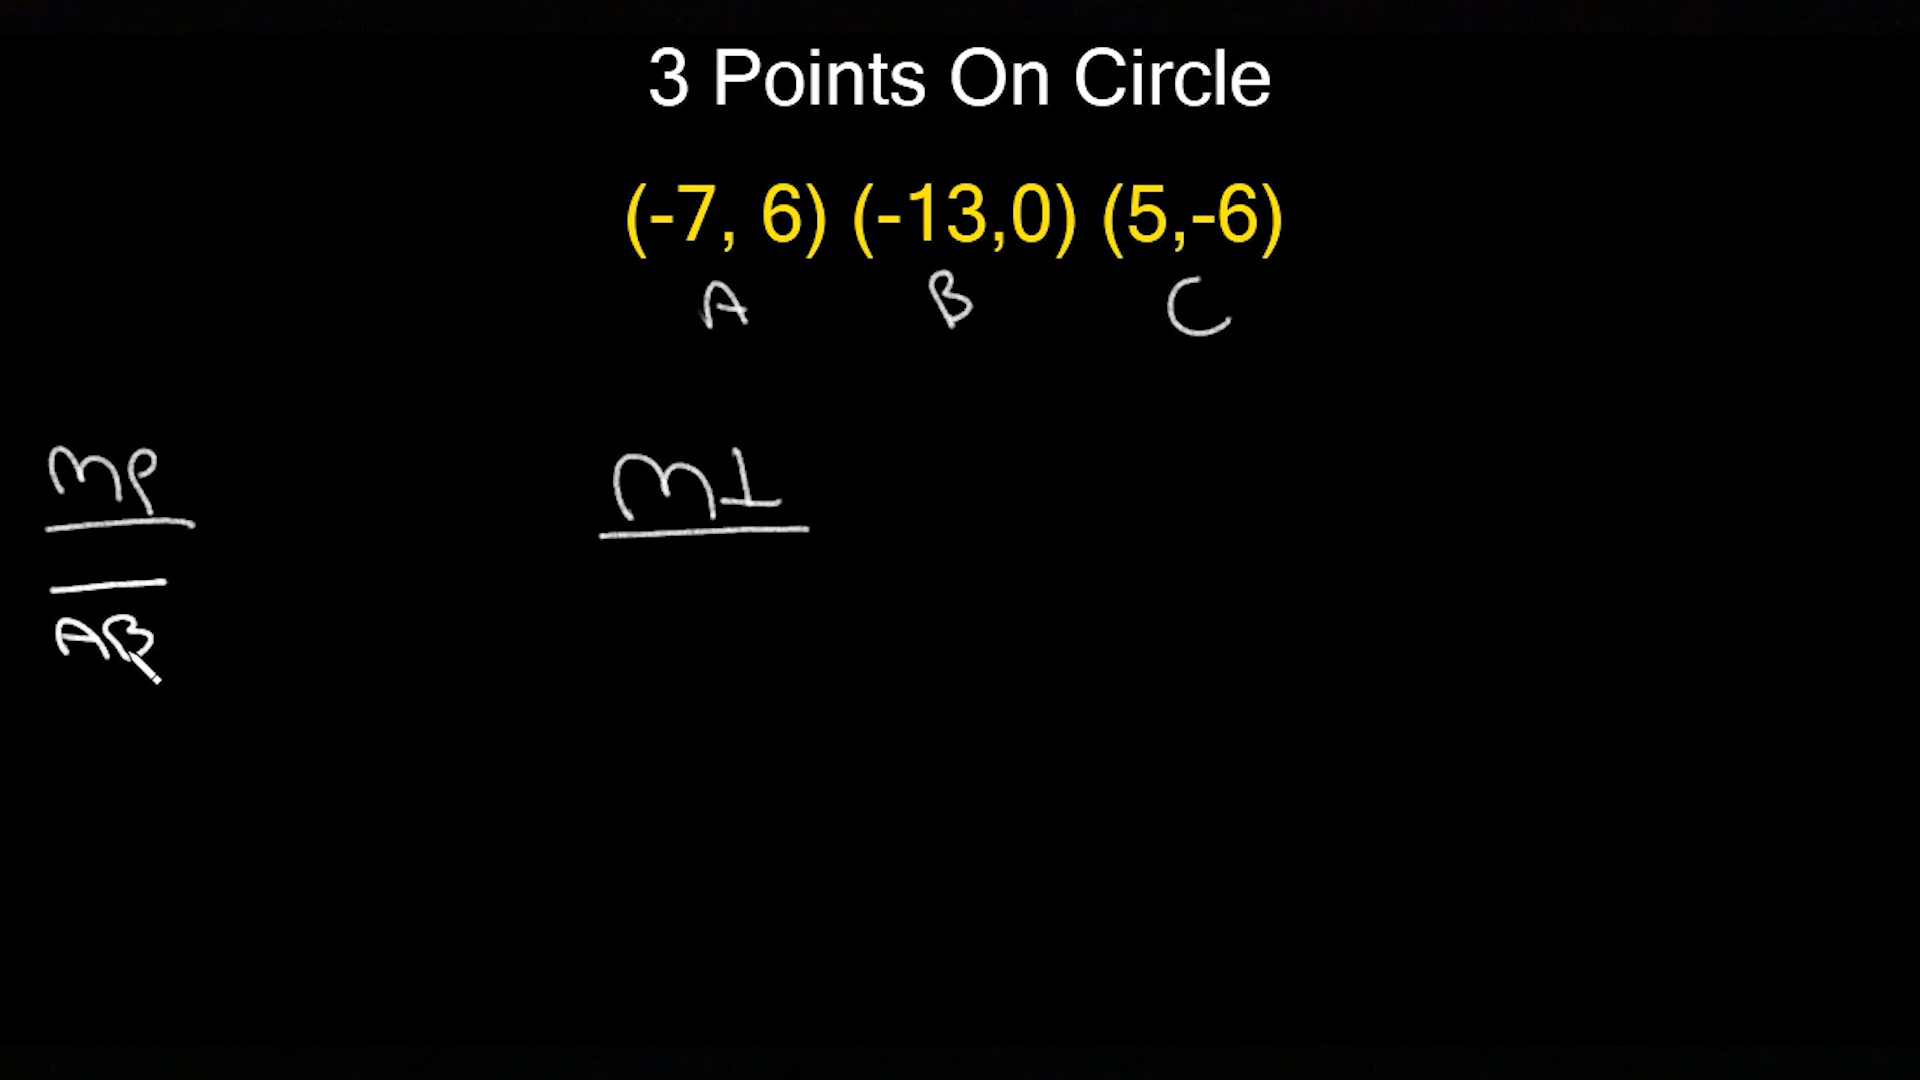 3 Points On Circle
(-7, 6) (-13,0) (5,-6)
A B C
MP M⊥
AB